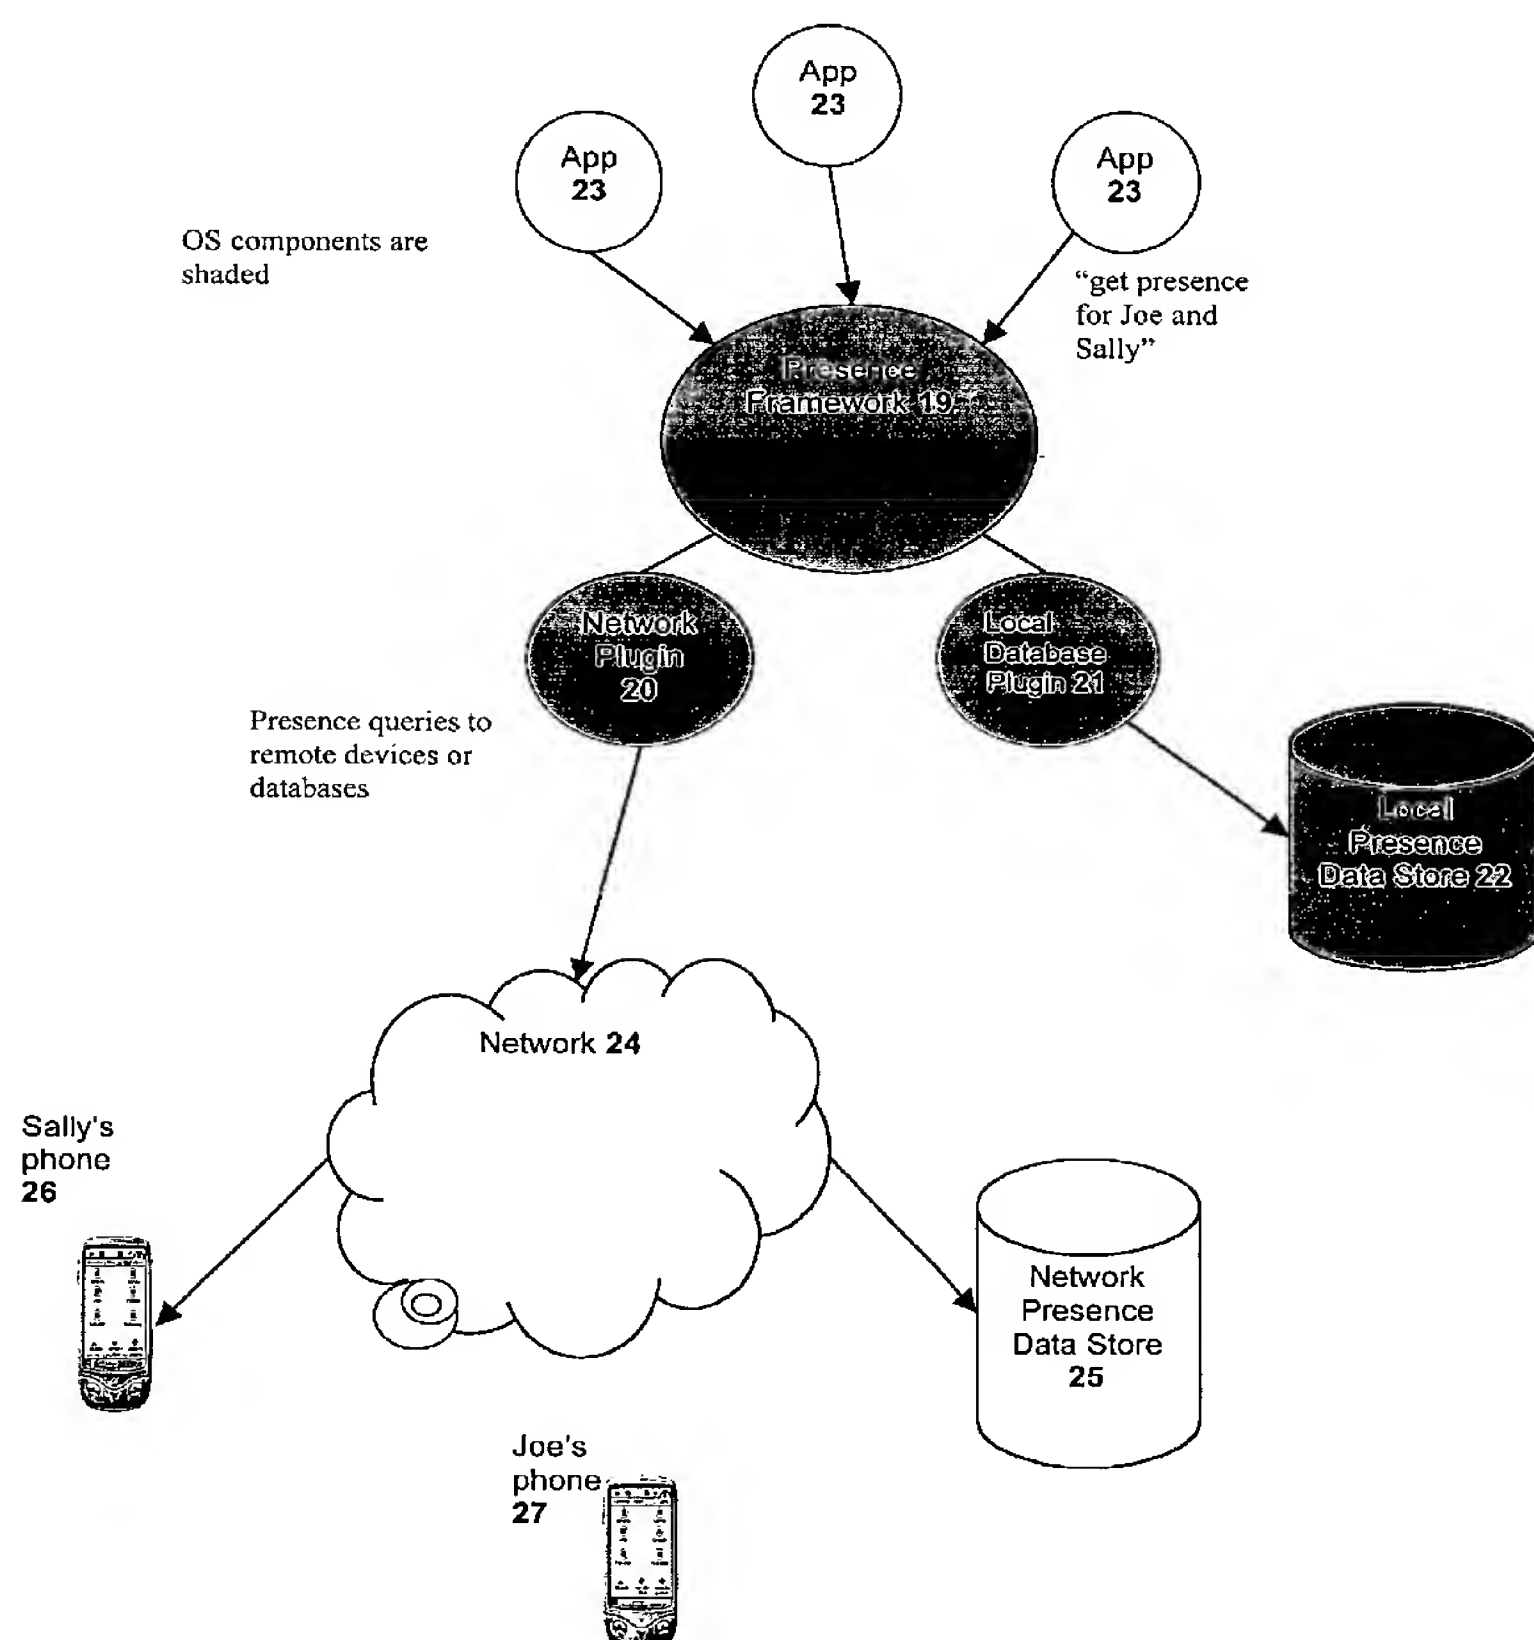 App
23
App
23
App
23
OS components are
shaded
“get presence
for Joe and
Sally”
Presence
Framework 19
Network
Plugin
20
Local
Database
Plugin 21
Presence queries to
remote devices or
databases
Local
Presence
Data Store 22
Network 24
Sally's
phone
26
Network
Presence
Data Store
25
Joe's
phone
27